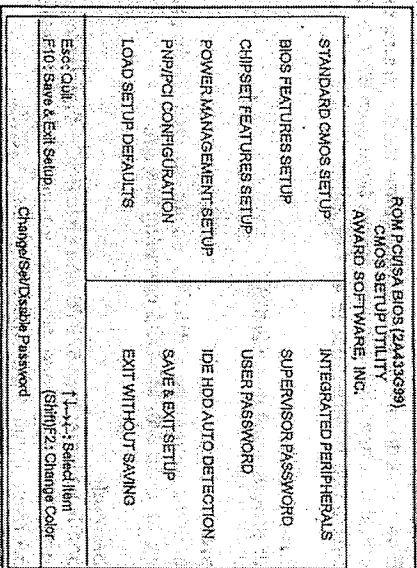 ROM PCI/ISA BIOS (2A433G99)
CMOS SETUP UTILITY
AWARD SOFTWARE, INC.
STANDARD CMOS SETUP
BIOS FEATURES SETUP
CHIPSET FEATURES SETUP
POWER MANAGEMENT SETUP
PNP/PCI CONFIGURATION
LOAD SETUP DEFAULTS
INTEGRATED PERIPHERALS
SUPERVISOR PASSWORD
USER PASSWORD
IDE HDD AUTO DETECTION
SAVE & EXIT SETUP
EXIT WITHOUT SAVING
Esc : Quit
F10 : Save & Exit Setup
↑↓→← : Select Item
(Shift)F2 : Change Color
Change/Set/Disable Password